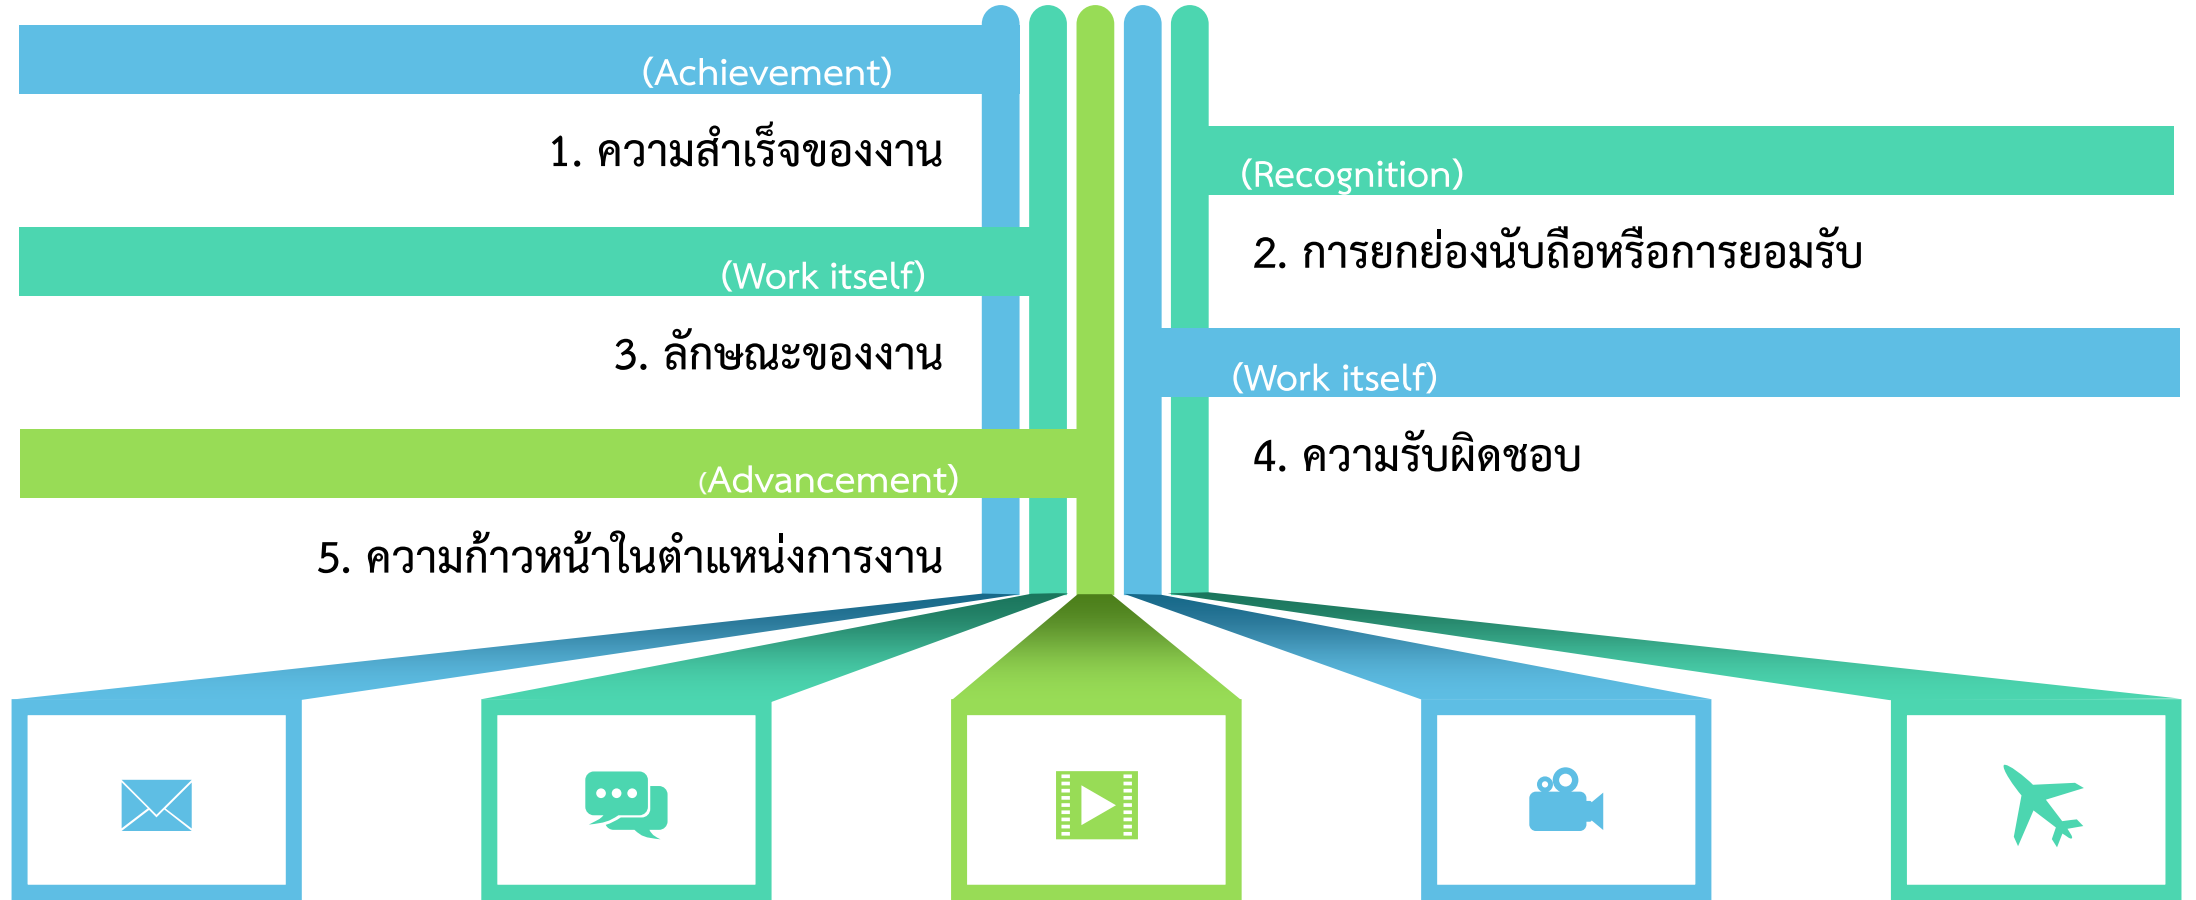 (Achievement)
1. ความสำเร็จของงาน
(Recognition)
2. การยกย่องนับถือหรือการยอมรับ
(Work itself)
3. ลักษณะของงาน
(Work itself)
4. ความรับผิดชอบ
(Advancement)
5. ความก้าวหน้าในตำแหน่งการงาน